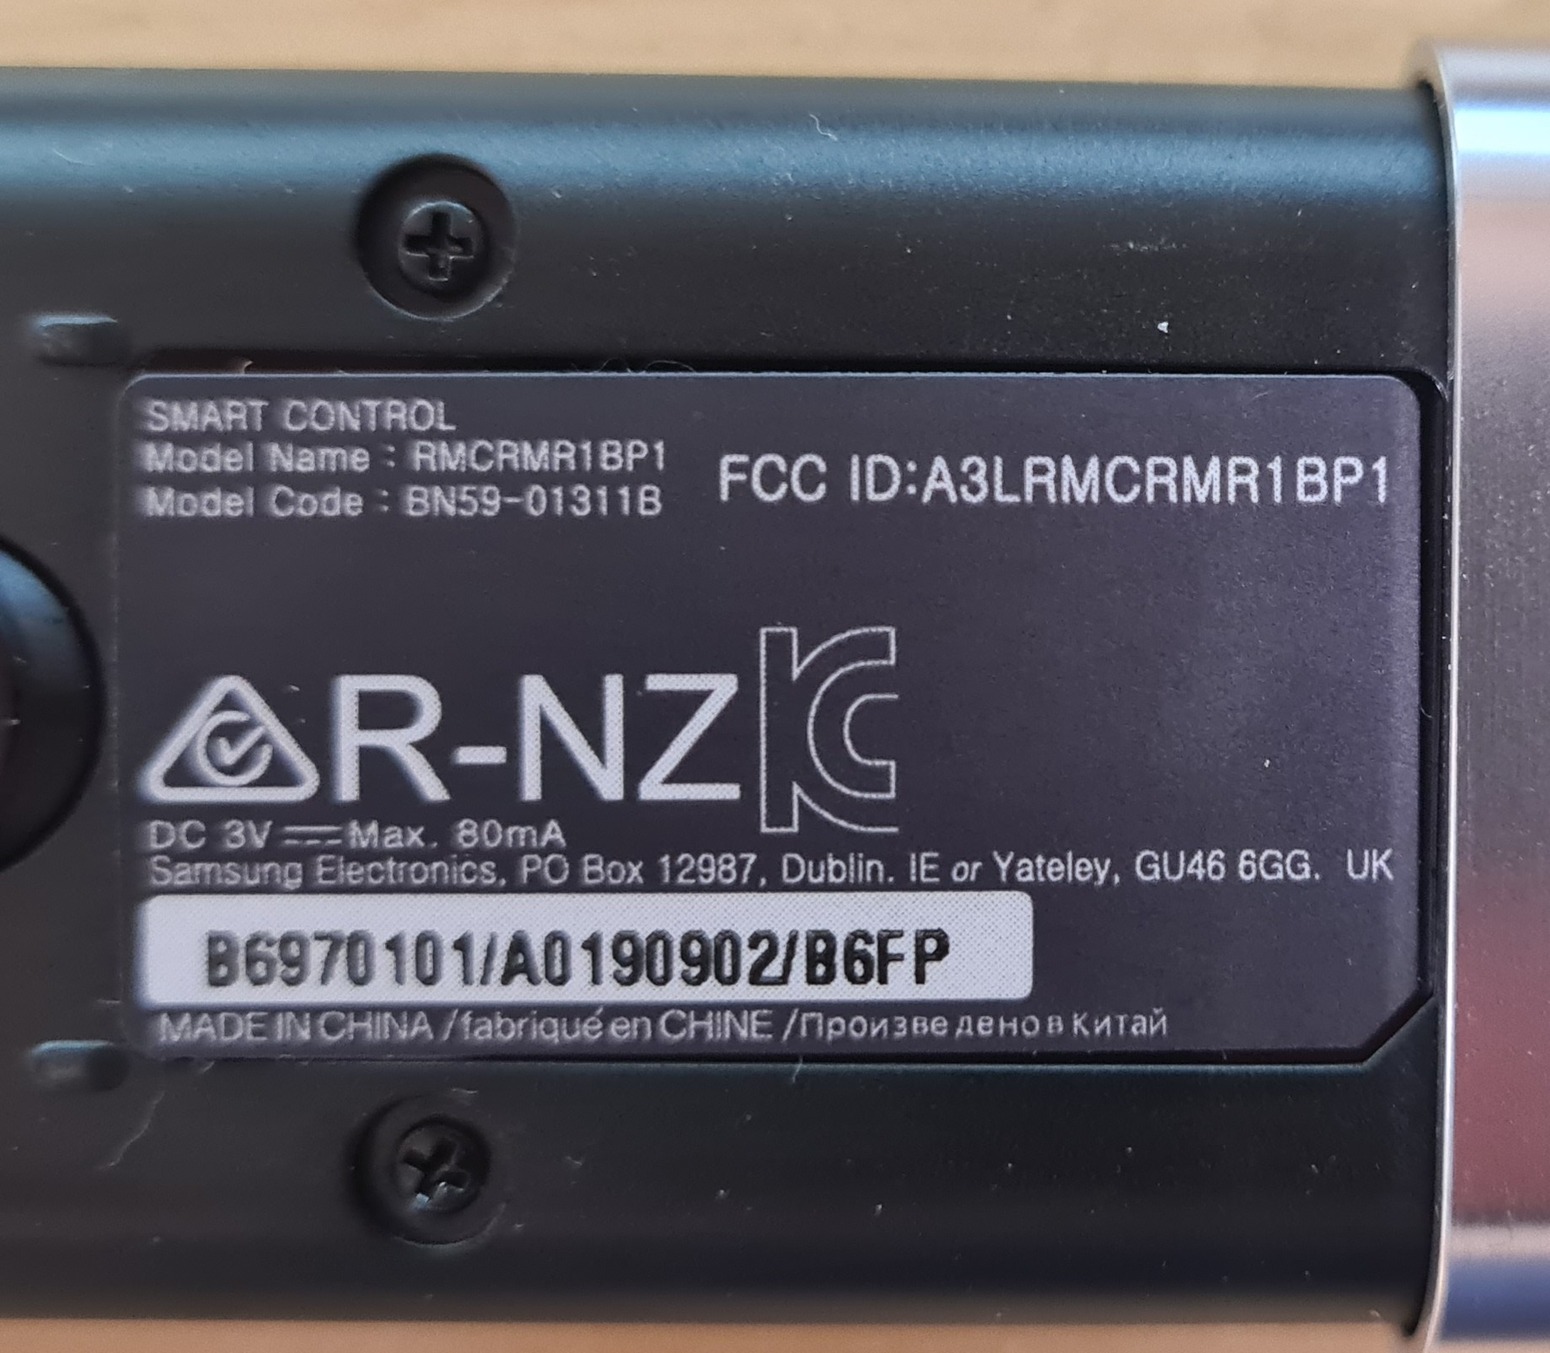 SMART CONTROL
Model Name : RMCRMR1BP1
Model Code : BN59-01311B
FCC ID:A3LRMCRMR1BP1
R-NZ
KC
DC 3V Max. 80mA
Samsung Electronics, PO Box 12987, Dublin. IE or Yateley, GU46 6GG. UK
B6970101/A0190902/B6FP
MADE IN CHINA /fabriqué en CHINE /Произведено в Китай